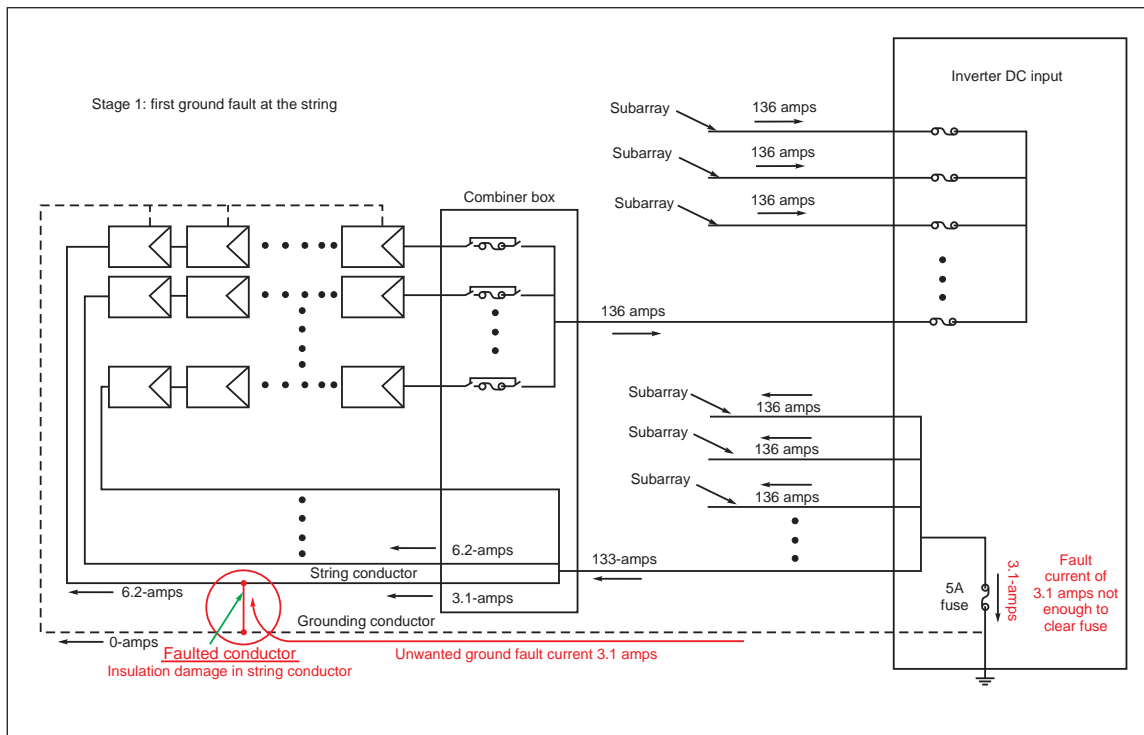 Inverter DC input
Stage 1: first ground fault at the string
Subarray
136 amps
Subarray
136 amps
Subarray
136 amps
Combiner box
136 amps
Subarray
136 amps
Subarray
136 amps
Subarray
136 amps
6.2-amps
133-amps
String conductor
6.2-amps
3.1-amps
5A
fuse
3.1-amps
Fault
current of
3.1 amps not
enough to
clear fuse
Grounding conductor
0-amps
Faulted conductor
Insulation damage in string conductor
Unwanted ground fault current 3.1 amps